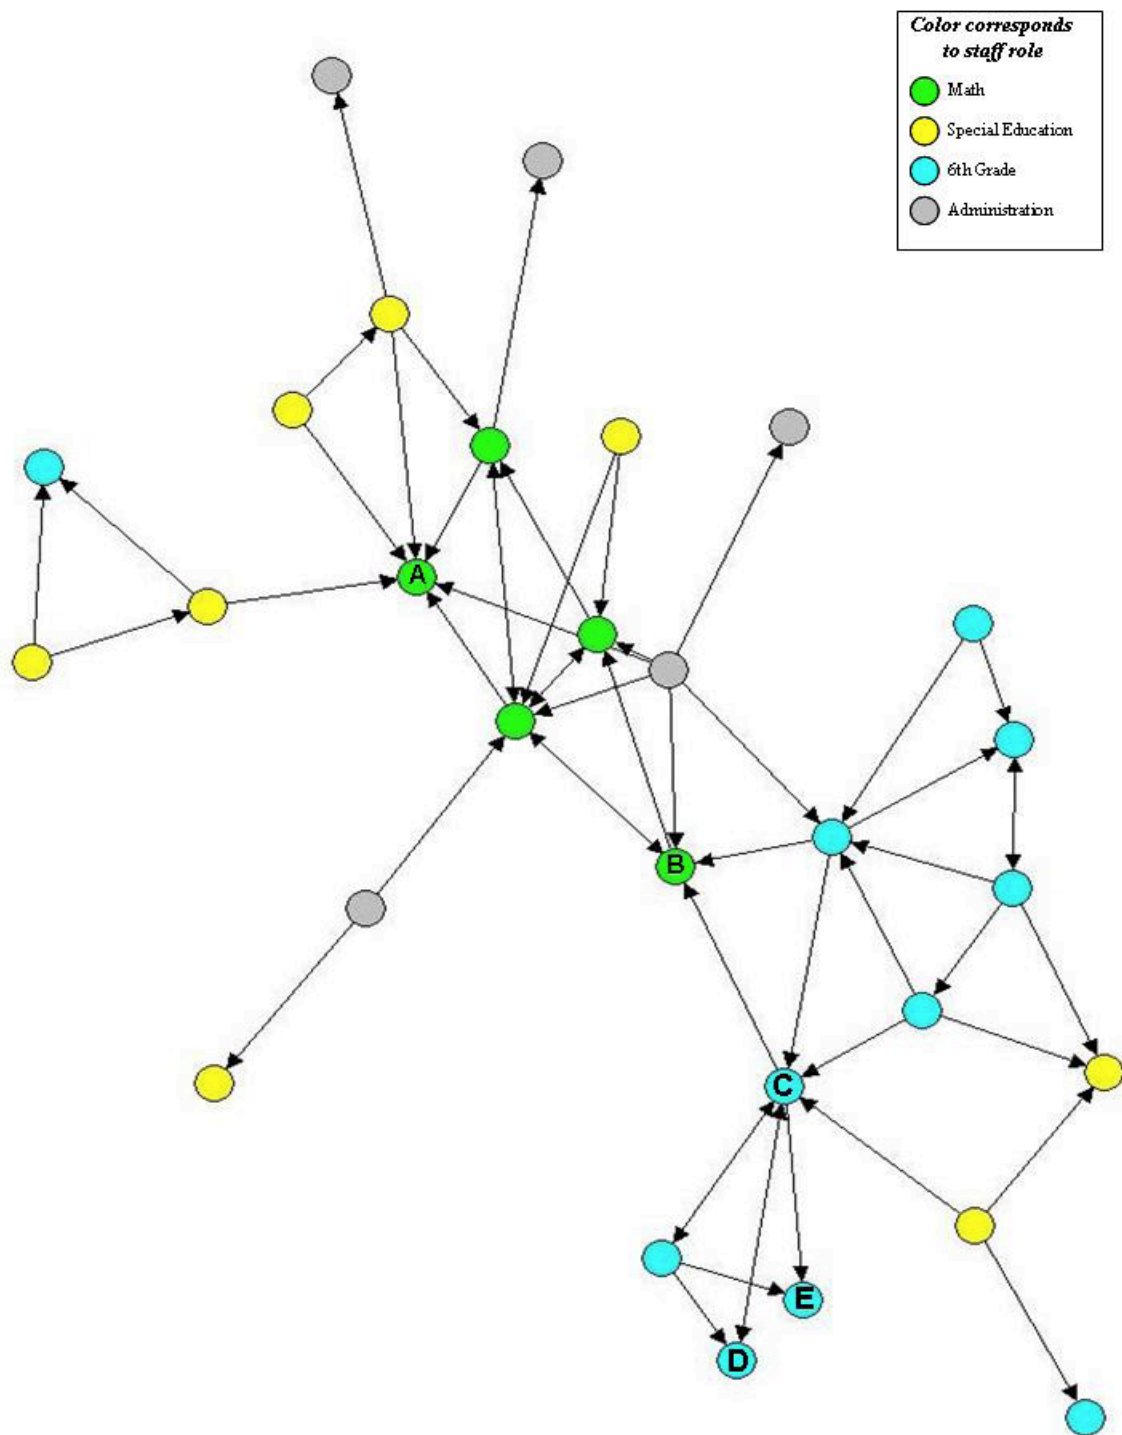 Color corresponds
to staff role
Math
Special Education
6th Grade
Administration
A
B
C
E
D